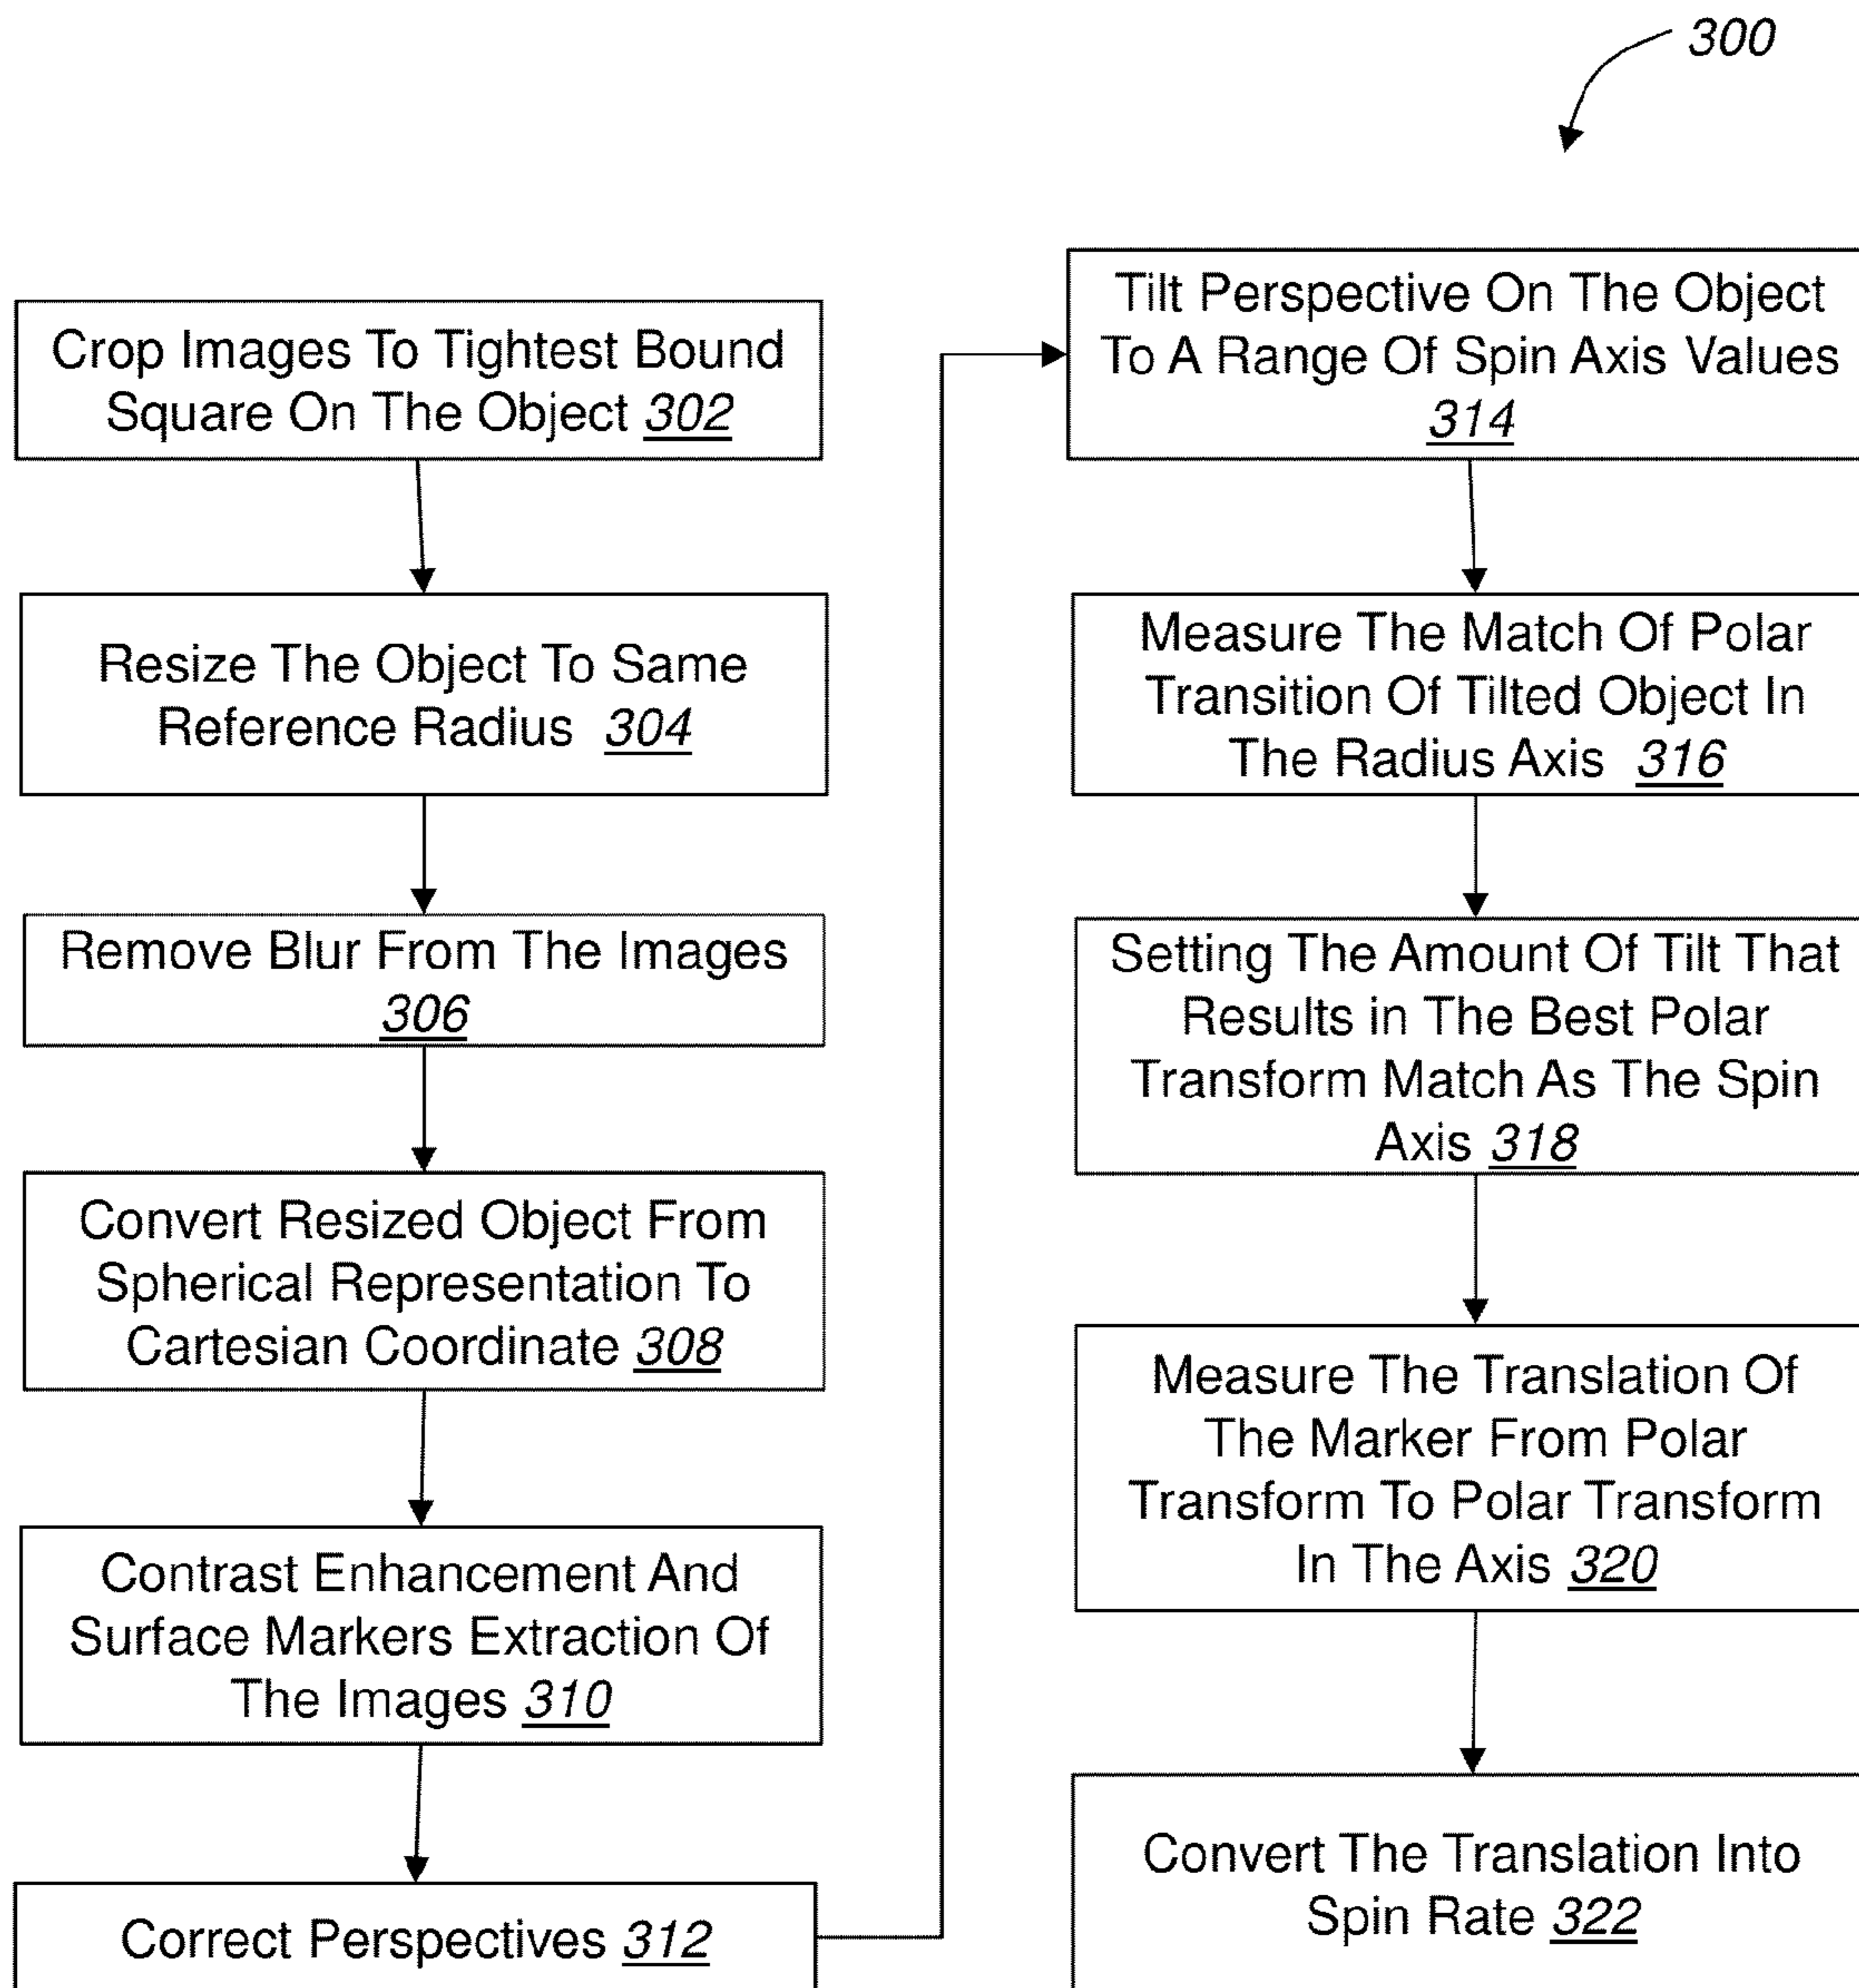 300
Crop Images To Tightest Bound
Square On The Object 302
Resize The Object To Same
Reference Radius 304
Remove Blur From The Images
306
Convert Resized Object From
Spherical Representation To
Cartesian Coordinate 308
Contrast Enhancement And
Surface Markers Extraction Of
The Images 310
Correct Perspectives 312
Tilt Perspective On The Object
To A Range Of Spin Axis Values
314
Measure The Match Of Polar
Transition Of Tilted Object In
The Radius Axis 316
Setting The Amount Of Tilt That
Results in The Best Polar
Transform Match As The Spin
Axis 318
Measure The Translation Of
The Marker From Polar
Transform To Polar Transform
In The Axis 320
Convert The Translation Into
Spin Rate 322